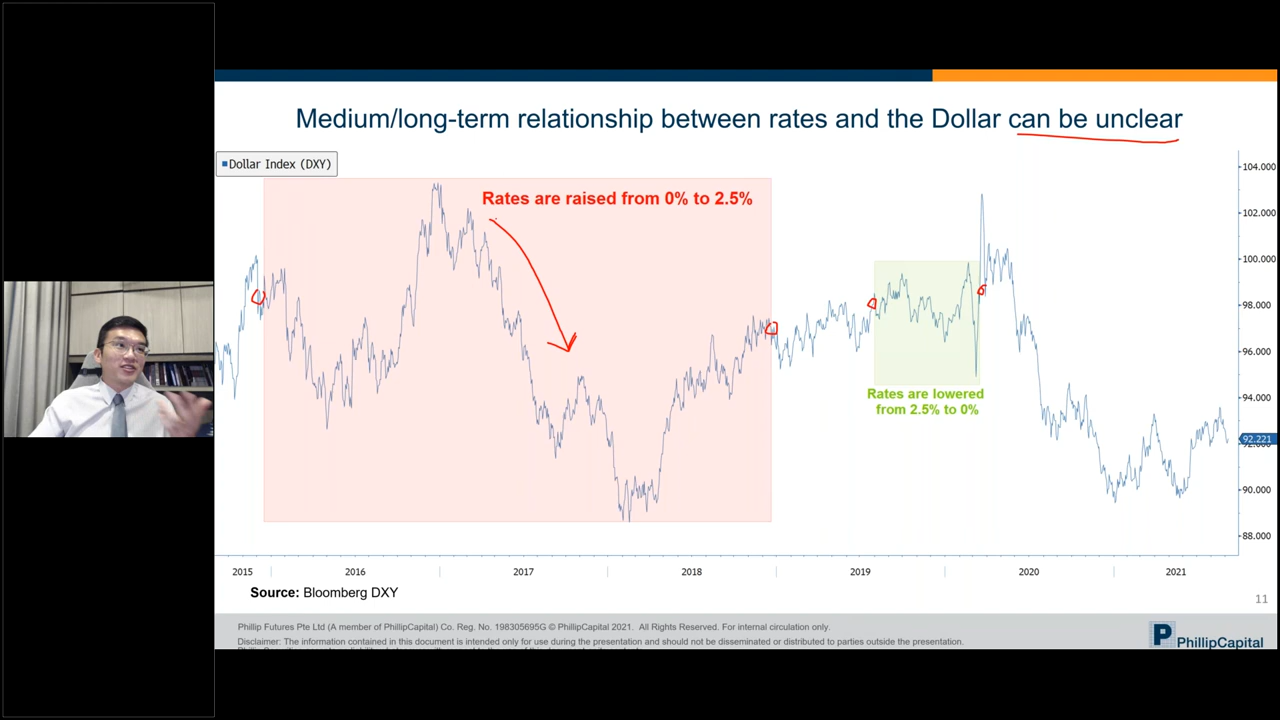 Medium/long-term relationship between rates and the Dollar can be unclear
Dollar Index (DXY)
Rates are raised from 0% to 2.5%
Rates are lowered
from 2.5% to 0%
104.000
102.000
100.000
98.000
96.000
94.000
92.221
92.000
90.000
88.000
2015 2016 2017 2018 2019 2020 2021
Source: Bloomberg DXY
11
Phillip Futures Pte Ltd (A member of PhillipCapital) Co. Reg. No. 198305695G © PhillipCapital 2021. All Rights Reserved. For internal circulation only.
Disclaimer: The information contained in this document is intended only for use during the presentation and should not be disseminated or distributed to parties outside the presentation.
PhillipCapital